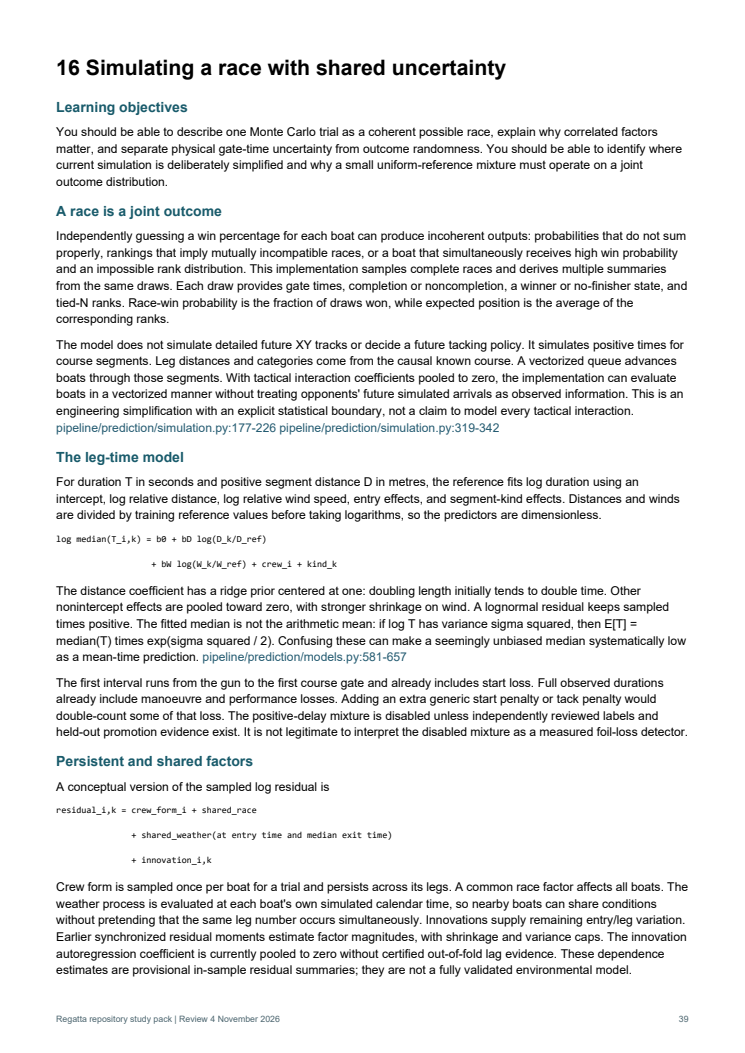 16 Simulating a race with shared uncertainty
Learning objectives
You should be able to describe one Monte Carlo trial as a coherent possible race, explain why correlated factors
matter, and separate physical gate-time uncertainty from outcome randomness. You should be able to identify where
current simulation is deliberately simplified and why a small uniform-reference mixture must operate on a joint
outcome distribution.
A race is a joint outcome
Independently guessing a win percentage for each boat can produce incoherent outputs: probabilities that do not sum
properly, rankings that imply mutually incompatible races, or a boat that simultaneously receives high win probability
and an impossible rank distribution. This implementation samples complete races and derives multiple summaries
from the same draws. Each draw provides gate times, completion or noncompletion, a winner or no-finisher state, and
tied-N ranks. Race-win probability is the fraction of draws won, while expected position is the average of the
corresponding ranks.
The model does not simulate detailed future XY tracks or decide a future tacking policy. It simulates positive times for
course segments. Leg distances and categories come from the causal known course. A vectorized queue advances
boats through those segments. With tactical interaction coefficients pooled to zero, the implementation can evaluate
boats in a vectorized manner without treating opponents' future simulated arrivals as observed information. This is an
engineering simplification with an explicit statistical boundary, not a claim to model every tactical interaction.
pipeline/prediction/simulation.py:177-226 pipeline/prediction/simulation.py:319-342
The leg-time model
For duration T in seconds and positive segment distance D in metres, the reference fits log duration using an
intercept, log relative distance, log relative wind speed, entry effects, and segment-kind effects. Distances and winds
are divided by training reference values before taking logarithms, so the predictors are dimensionless.
log median(T_i,k) = b0 + bD log(D_k/D_ref)
+ bW log(W_k/W_ref) + crew_i + kind_k
The distance coefficient has a ridge prior centered at one: doubling length initially tends to double time. Other
nonintercept effects are pooled toward zero, with stronger shrinkage on wind. A lognormal residual keeps sampled
times positive. The fitted median is not the arithmetic mean: if log T has variance sigma squared, then E[T] =
median(T) times exp(sigma squared / 2). Confusing these can make a seemingly unbiased median systematically low
as a mean-time prediction. pipeline/prediction/models.py:581-657
The first interval runs from the gun to the first course gate and already includes start loss. Full observed durations
already include manoeuvre and performance losses. Adding an extra generic start penalty or tack penalty would
double-count some of that loss. The positive-delay mixture is disabled unless independently reviewed labels and
held-out promotion evidence exist. It is not legitimate to interpret the disabled mixture as a measured foil-loss detector.
Persistent and shared factors
A conceptual version of the sampled log residual is
residual_i,k = crew_form_i + shared_race
+ shared_weather(at entry time and median exit time)
+ innovation_i,k
Crew form is sampled once per boat for a trial and persists across its legs. A common race factor affects all boats. The
weather process is evaluated at each boat's own simulated calendar time, so nearby boats can share conditions
without pretending that the same leg number occurs simultaneously. Innovations supply remaining entry/leg variation.
Earlier synchronized residual moments estimate factor magnitudes, with shrinkage and variance caps. The innovation
autoregression coefficient is currently pooled to zero without certified out-of-fold lag evidence. These dependence
estimates are provisional in-sample residual summaries; they are not a fully validated environmental model.
Regatta repository study pack | Review 4 November 2026
39